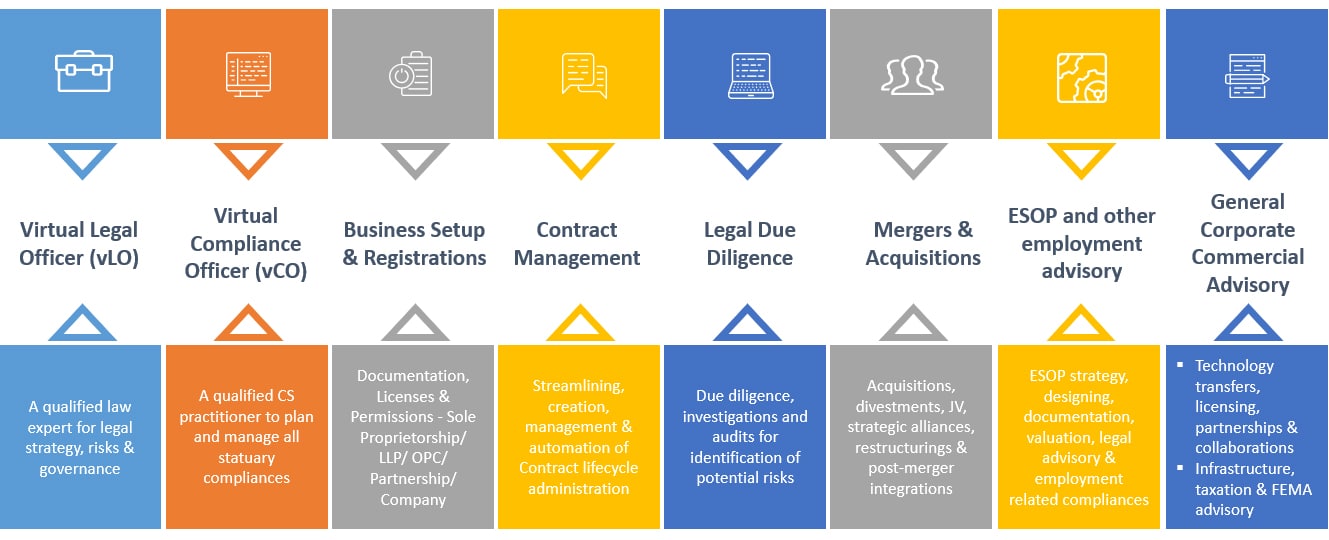 Virtual Legal
Officer (vLO)
Virtual
Compliance
Officer (vCO)
Business Setup
& Registrations
Contract
Management
Legal Due
Diligence
Mergers &
Acquisitions
ESOP and other
employment
advisory
General
Corporate
Commercial
Advisory
A qualified law
expert for legal
strategy, risks &
governance
A qualified CS
practitioner to plan
and manage all
statuary
compliances
Documentation,
Licenses &
Permissions - Sole
Proprietorship/
LLP/ OPC/
Partnership/
Company
Streamlining,
creation,
management &
automation of
Contract lifecycle
administration
Due diligence,
investigations and
audits for
identification of
potential risks
Acquisitions,
divestments, JV,
strategic alliances,
restructurings &
post-merger
integrations
ESOP strategy,
designing,
documentation,
valuation, legal
advisory &
employment
related compliances
▪ Technology
transfers,
licensing,
partnerships &
collaborations
▪ Infrastructure,
taxation & FEMA
advisory